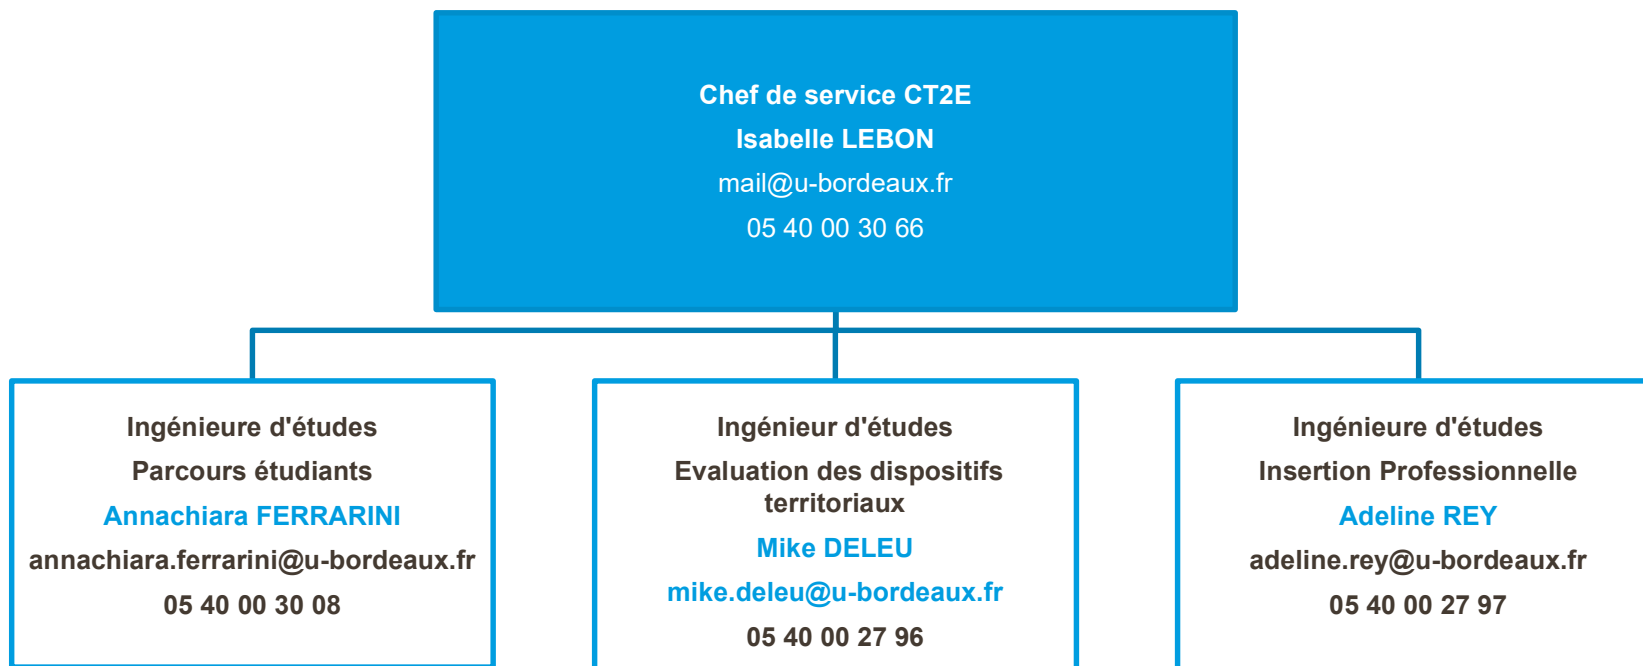 Chef de service CT2E
Isabelle LEBON
mail@u-bordeaux.fr
05 40 00 30 66
Ingénieure d'études
Parcours étudiants
Annachiara FERRARINI
annachiara.ferrarini@u-bordeaux.fr
05 40 00 30 08
Ingénieur d'études
Evaluation des dispositifs
territoriaux
Mike DELEU
mike.deleu@u-bordeaux.fr
05 40 00 27 96
Ingénieure d'études
Insertion Professionnelle
Adeline REY
adeline.rey@u-bordeaux.fr
05 40 00 27 97